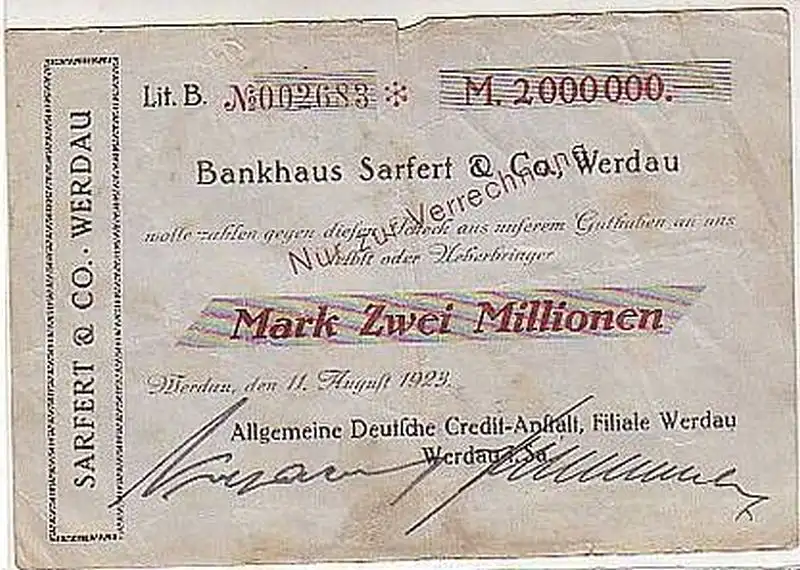 SARFERT & CO. · WERDAU
Lit. B. №002683 * M. 2000000.-
Bankhaus Sarfert & Co., Werdau
wolle zahlen gegen diesen Scheck aus unserem Guthaben an uns
selbst oder Ueberbringer
Nur zur Verrechnung
Mark Zwei Millionen
Werdau, den 11. August 1923.
Allgemeine Deutsche Credit-Anstalt, Filiale Werdau
Werdau i. Sa.